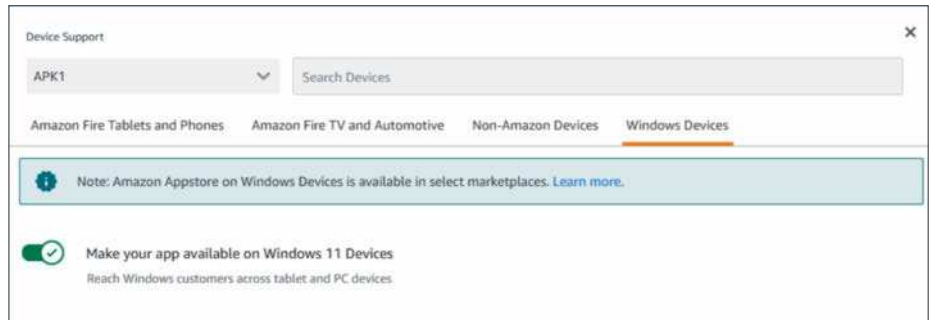 Device Support
APK1
Search Devices
Amazon Fire Tablets and Phones Amazon Fire TV and Automotive Non-Amazon Devices Windows Devices
Note: Amazon Appstore on Windows Devices is available in select marketplaces. Learn more.
Make your app available on Windows 11 Devices
Reach Windows customers across tablet and PC devices